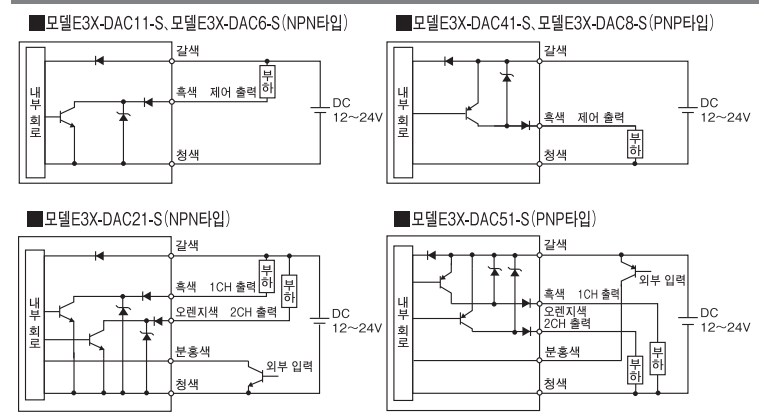 ■모델E3X-DAC11-S、모델E3X-DAC6-S(NPN타입)
내부 회로
갈색
흑색 제어 출력
부하
청색
DC
12~24V
■모델E3X-DAC41-S、모델E3X-DAC8-S(PNP타입)
내부 회로
갈색
흑색 제어 출력
부하
청색
DC
12~24V
■모델E3X-DAC21-S(NPN타입)
내부 회로
갈색
흑색 1CH 출력
부하
오렌지색 2CH 출력
부하
분홍색
외부 입력
청색
DC
12~24V
■모델E3X-DAC51-S(PNP타입)
내부 회로
갈색
외부 입력
흑색 1CH 출력
오렌지색
2CH 출력
분홍색
부하
부하
청색
DC
12~24V